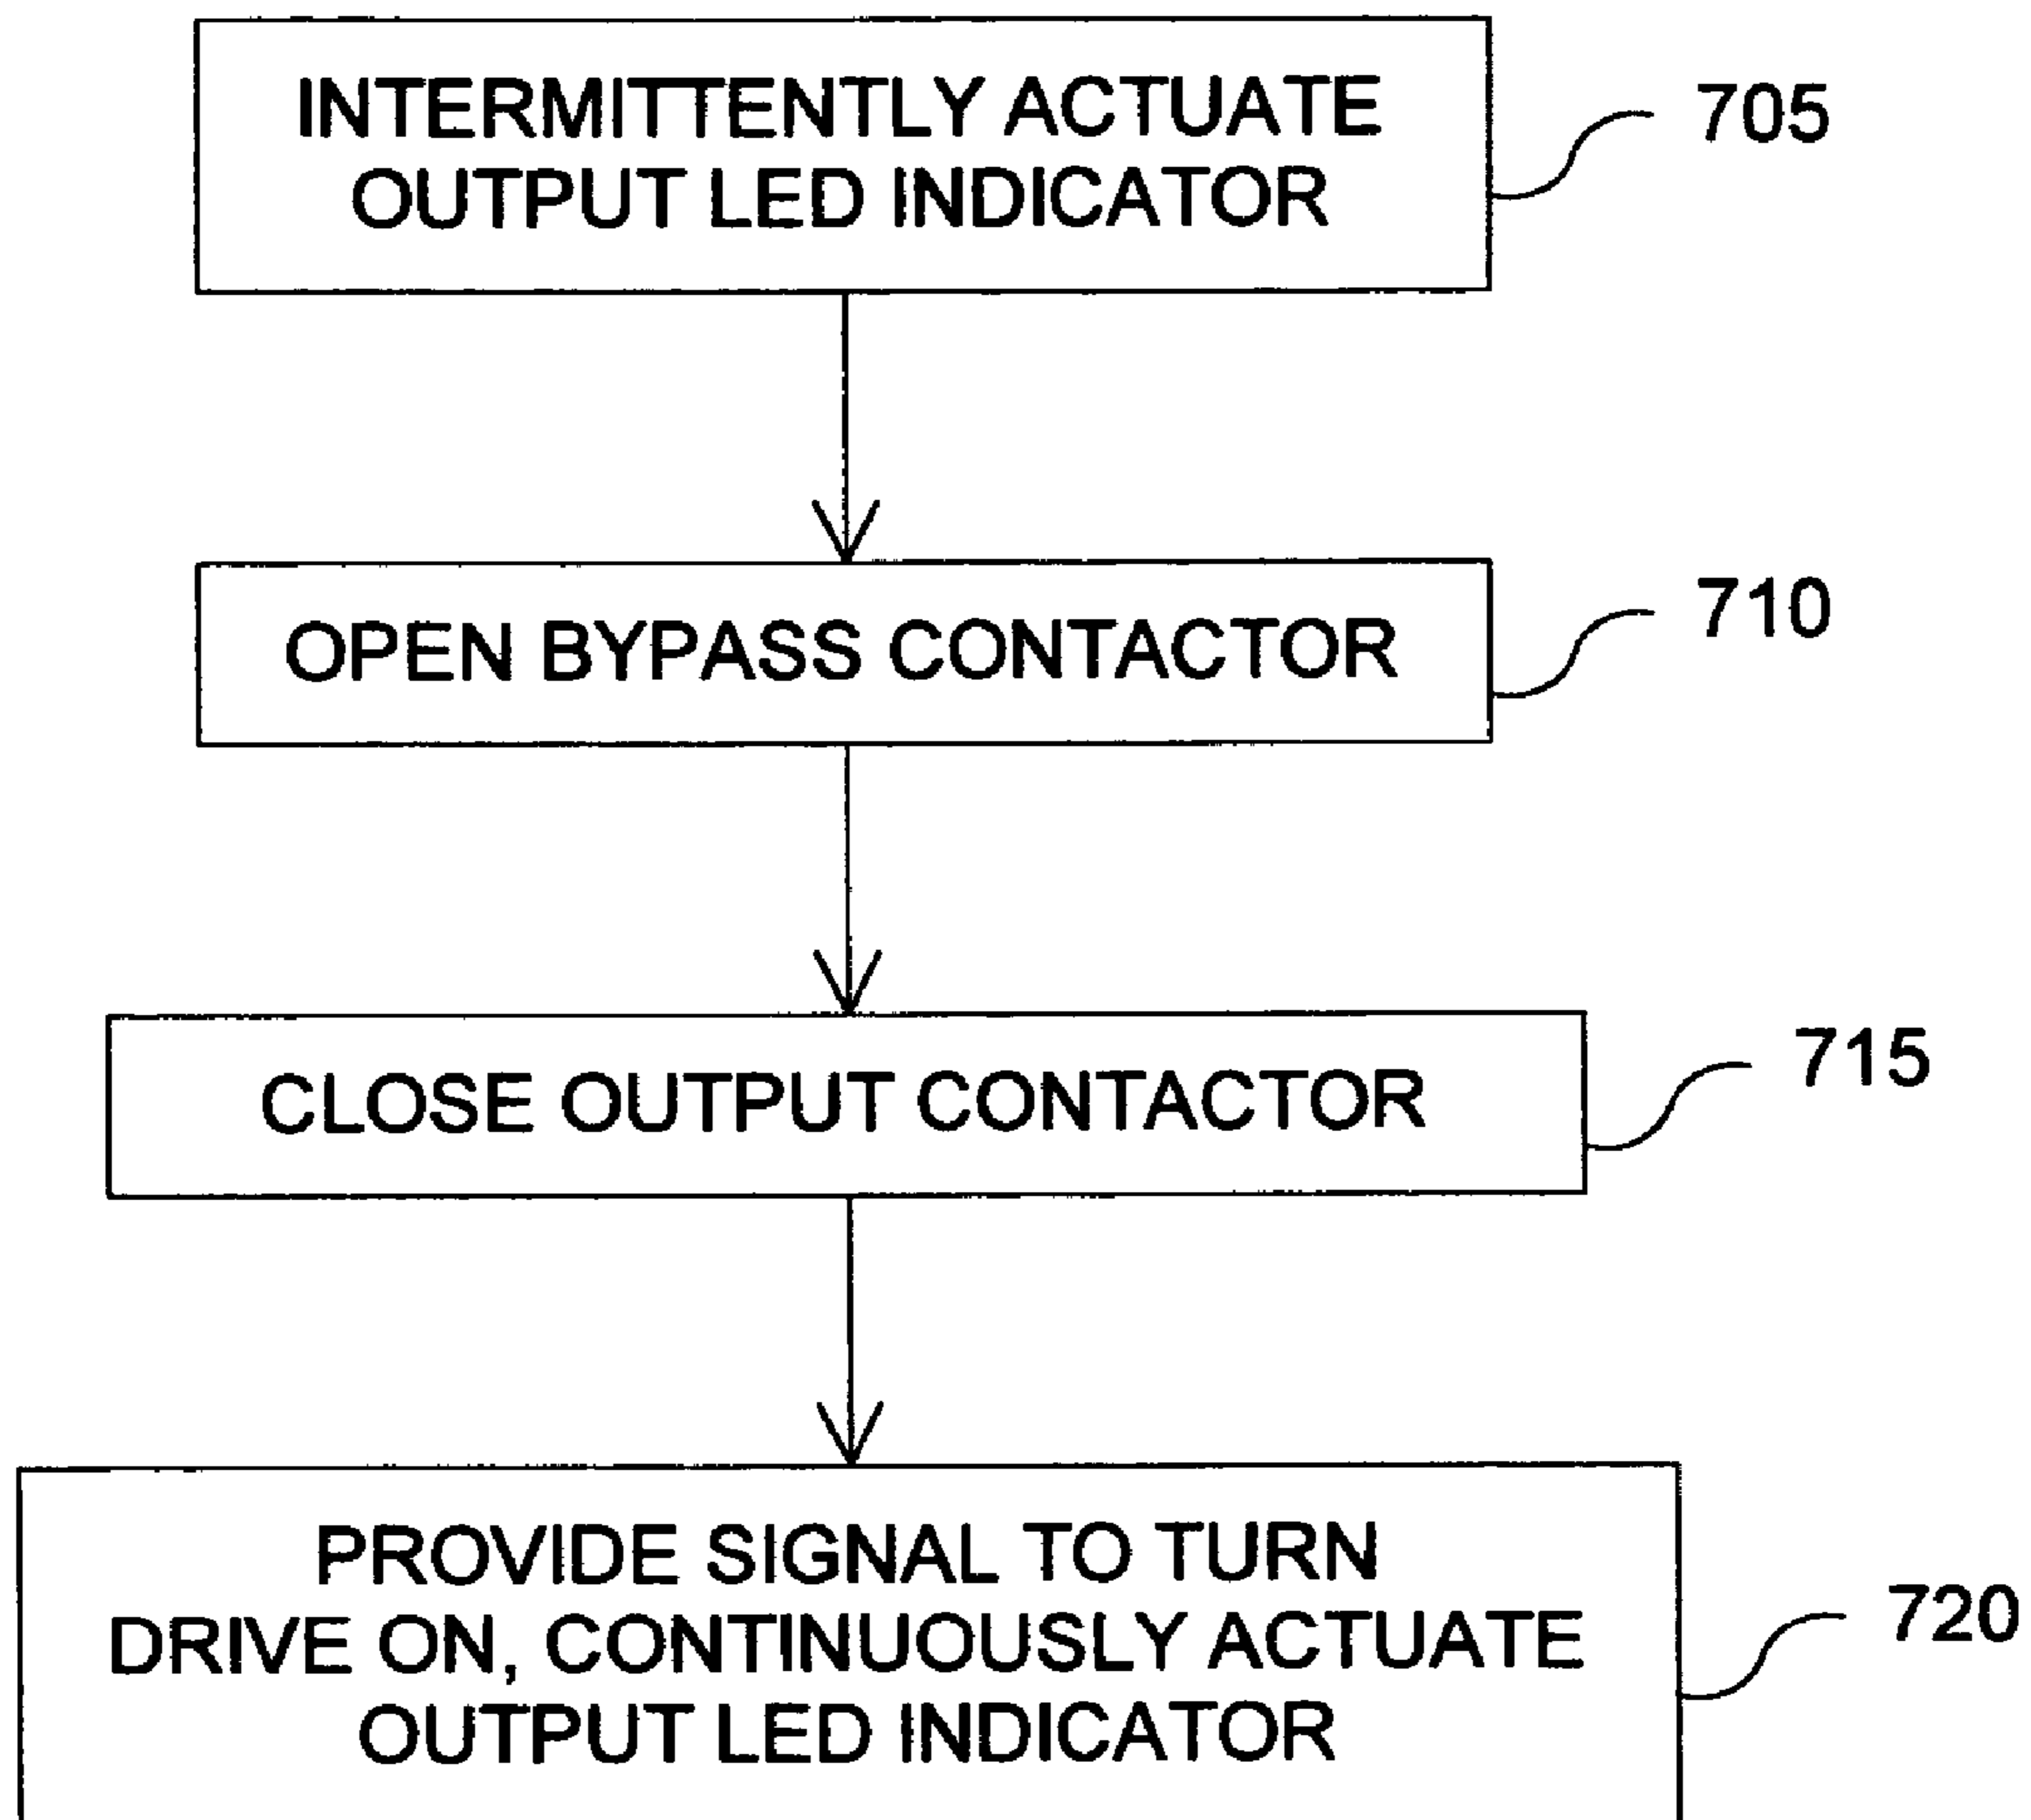 INTERMITTENTLY ACTUATE
OUTPUT LED INDICATOR
705
OPEN BYPASS CONTACTOR
710
CLOSE OUTPUT CONTACTOR
715
PROVIDE SIGNAL TO TURN
DRIVE ON, CONTINUOUSLY ACTUATE
OUTPUT LED INDICATOR
720